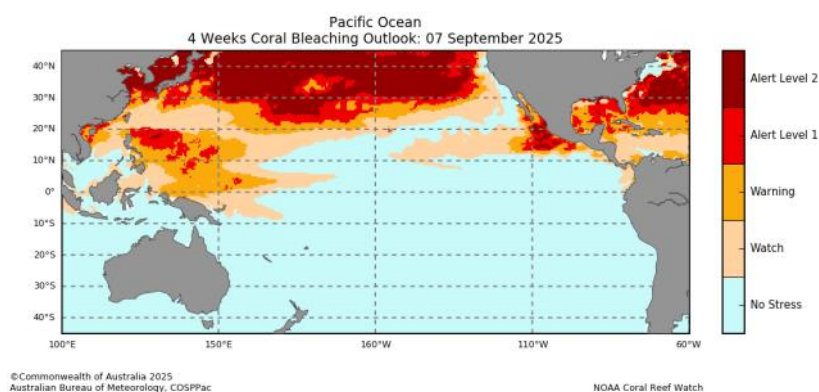 Pacific Ocean
4 Weeks Coral Bleaching Outlook: 07 September 2025
40°N
30°N
20°N
10°N
0°
10°S
20°S
30°S
40°S
100°E
150°E
160°W
110°W
60°W
Alert Level 2
Alert Level 1
Warning
Watch
No Stress
©Commonwealth of Australia 2025
Australian Bureau of Meteorology, COSPPac
NOAA Coral Reef Watch